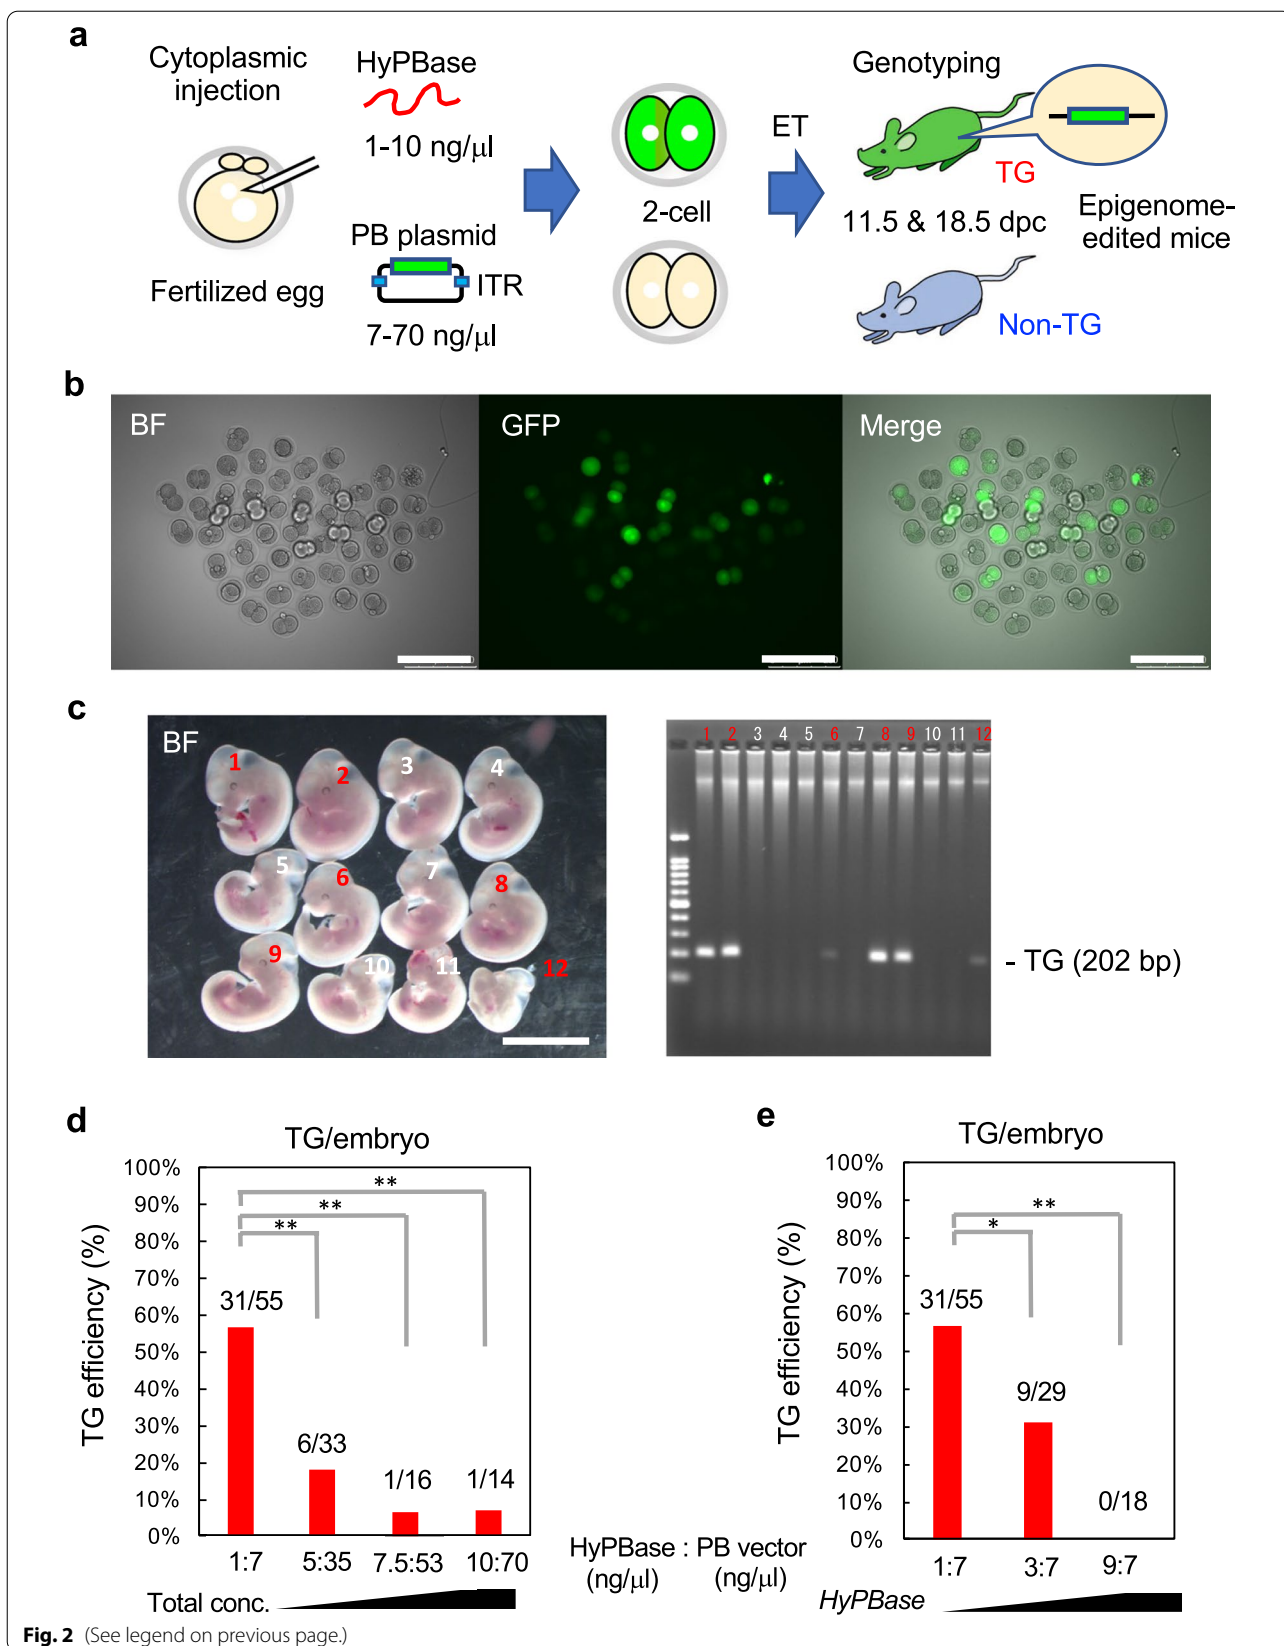 a
Cytoplasmic
injection
HyPBase
1-10 ng/µl
Fertilized egg
PB plasmid
ITR
7-70 ng/µl
2-cell
ET
Genotyping
TG
11.5 & 18.5 dpc
Epigenome-
edited mice
Non-TG
b
BF
GFP
Merge
c
BF
1
2
3
4
5
6
7
8
9
10
11
12
1 2 3 4 5 6 7 8 9 10 11 12
- TG (202 bp)
d
TG/embryo
TG efficiency (%)
100%
90%
80%
70%
60%
50%
40%
30%
20%
10%
0%
**
**
**
31/55
6/33
1/16
1/14
1:7 5:35 7.5:53 10:70
Total conc.
HyPBase : PB vector
(ng/µl) (ng/µl)
e
TG/embryo
TG efficiency (%)
100%
90%
80%
70%
60%
50%
40%
30%
20%
10%
0%
**
*
31/55
9/29
0/18
1:7 3:7 9:7
HyPBase
Fig. 2 (See legend on previous page.)